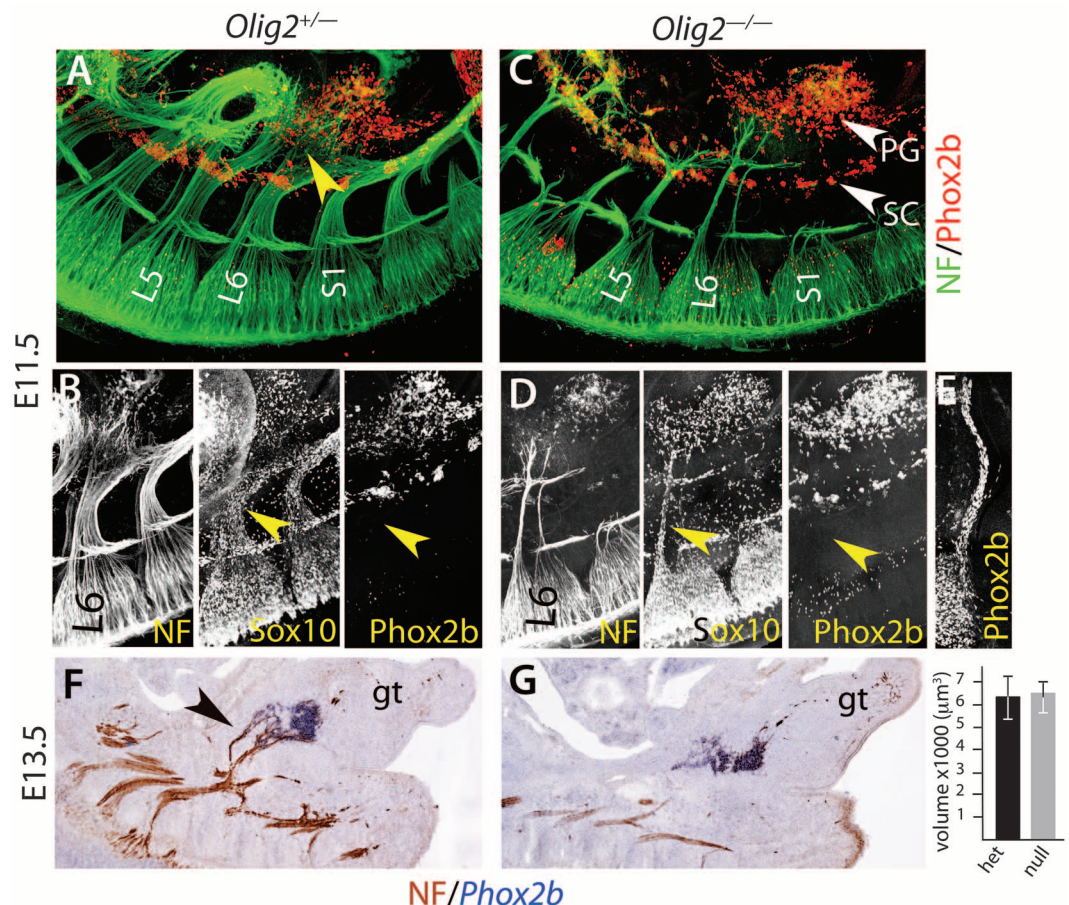 Olig2+/— Olig2—/—
A
C
PG
SC
L5 L6 S1
L5 L6 S1
NF/Phox2b
E11.5
B
L6
NF
Sox10
Phox2b
D
L6
NF
Sox10
Phox2b
E
Phox2b
F
gt
G
gt
E13.5
NF/Phox2b
volume x1000 (µm³)
7
6
5
4
3
2
1
het null